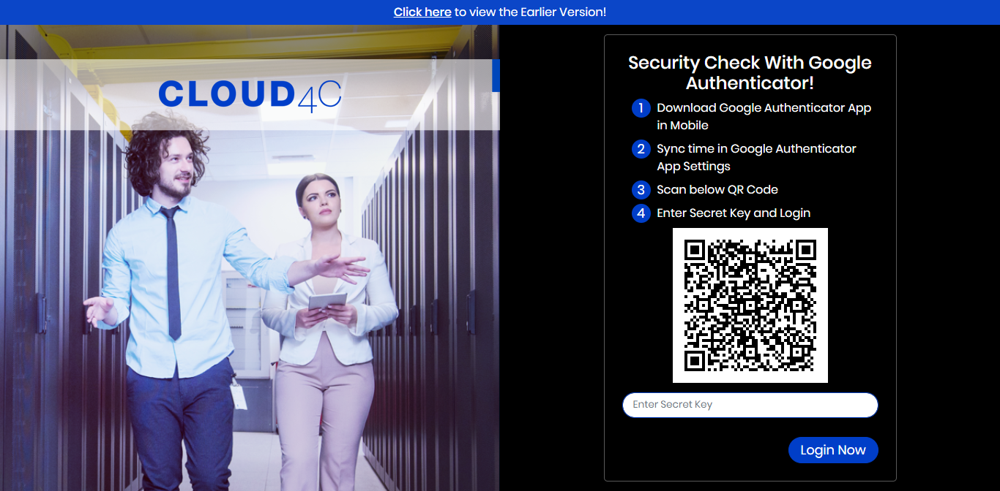 Click here to view the Earlier Version!
CLOUD4C
Security Check With Google
Authenticator!
1 Download Google Authenticator App
in Mobile
2 Sync time in Google Authenticator
App Settings
3 Scan below QR Code
4 Enter Secret Key and Login
Enter Secret Key
Login Now